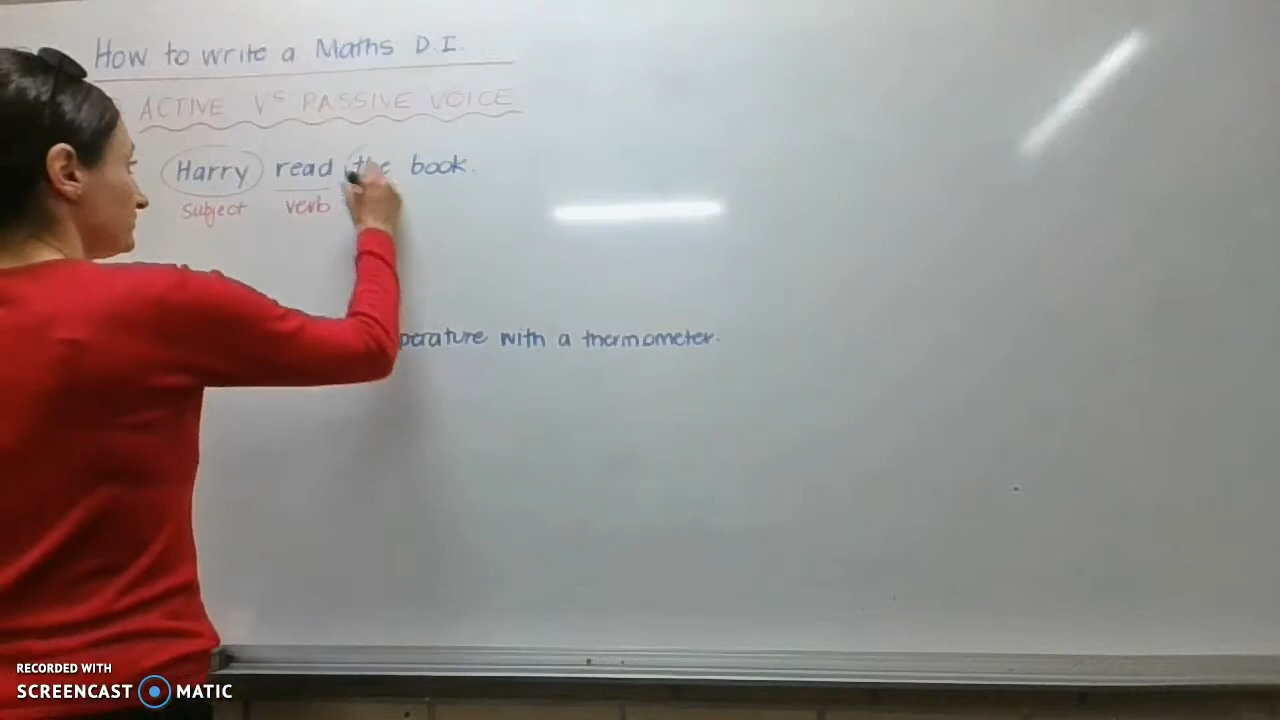 How to write a Maths D.I.
ACTIVE VS PASSIVE VOICE
Harry read the book.
subject verb
perature with a thermometer.
RECORDED WITH
SCREENCAST MATIC